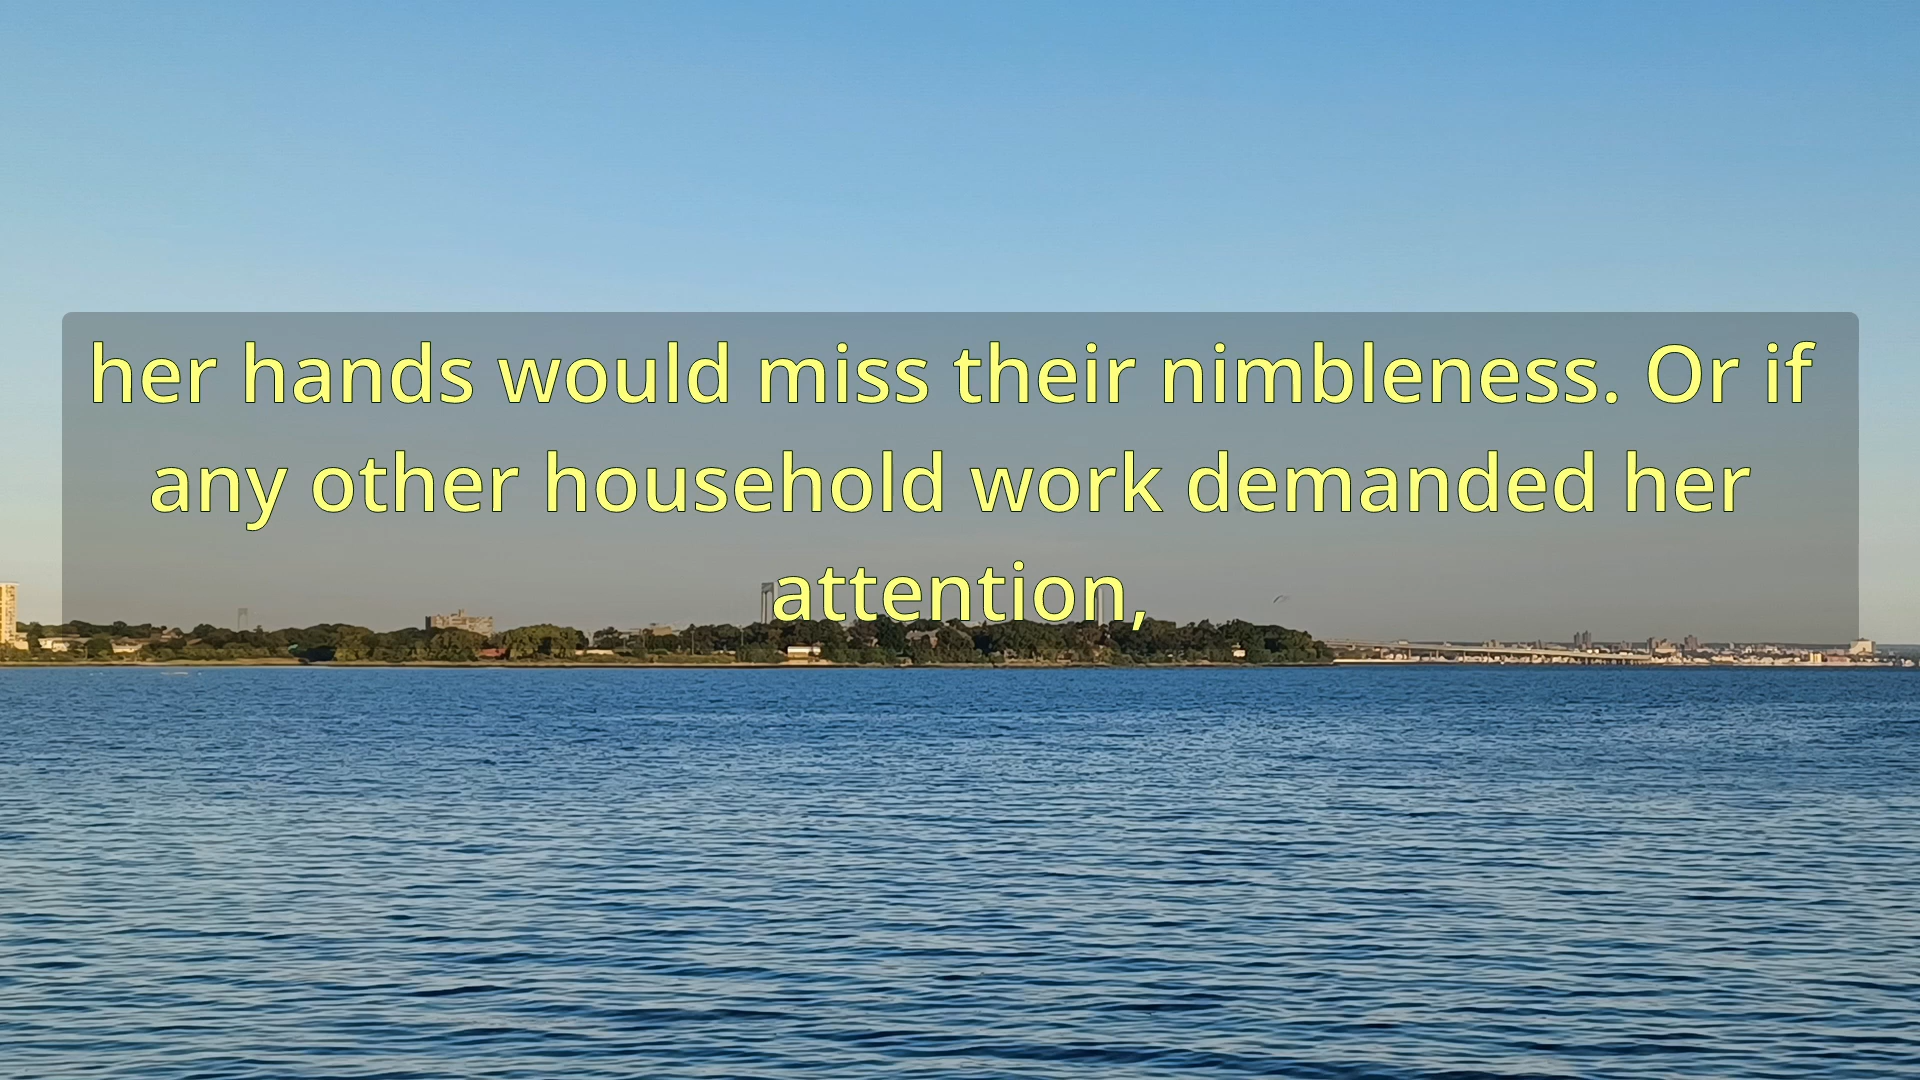 her hands would miss their nimbleness. Or if
any other household work demanded her
attention,